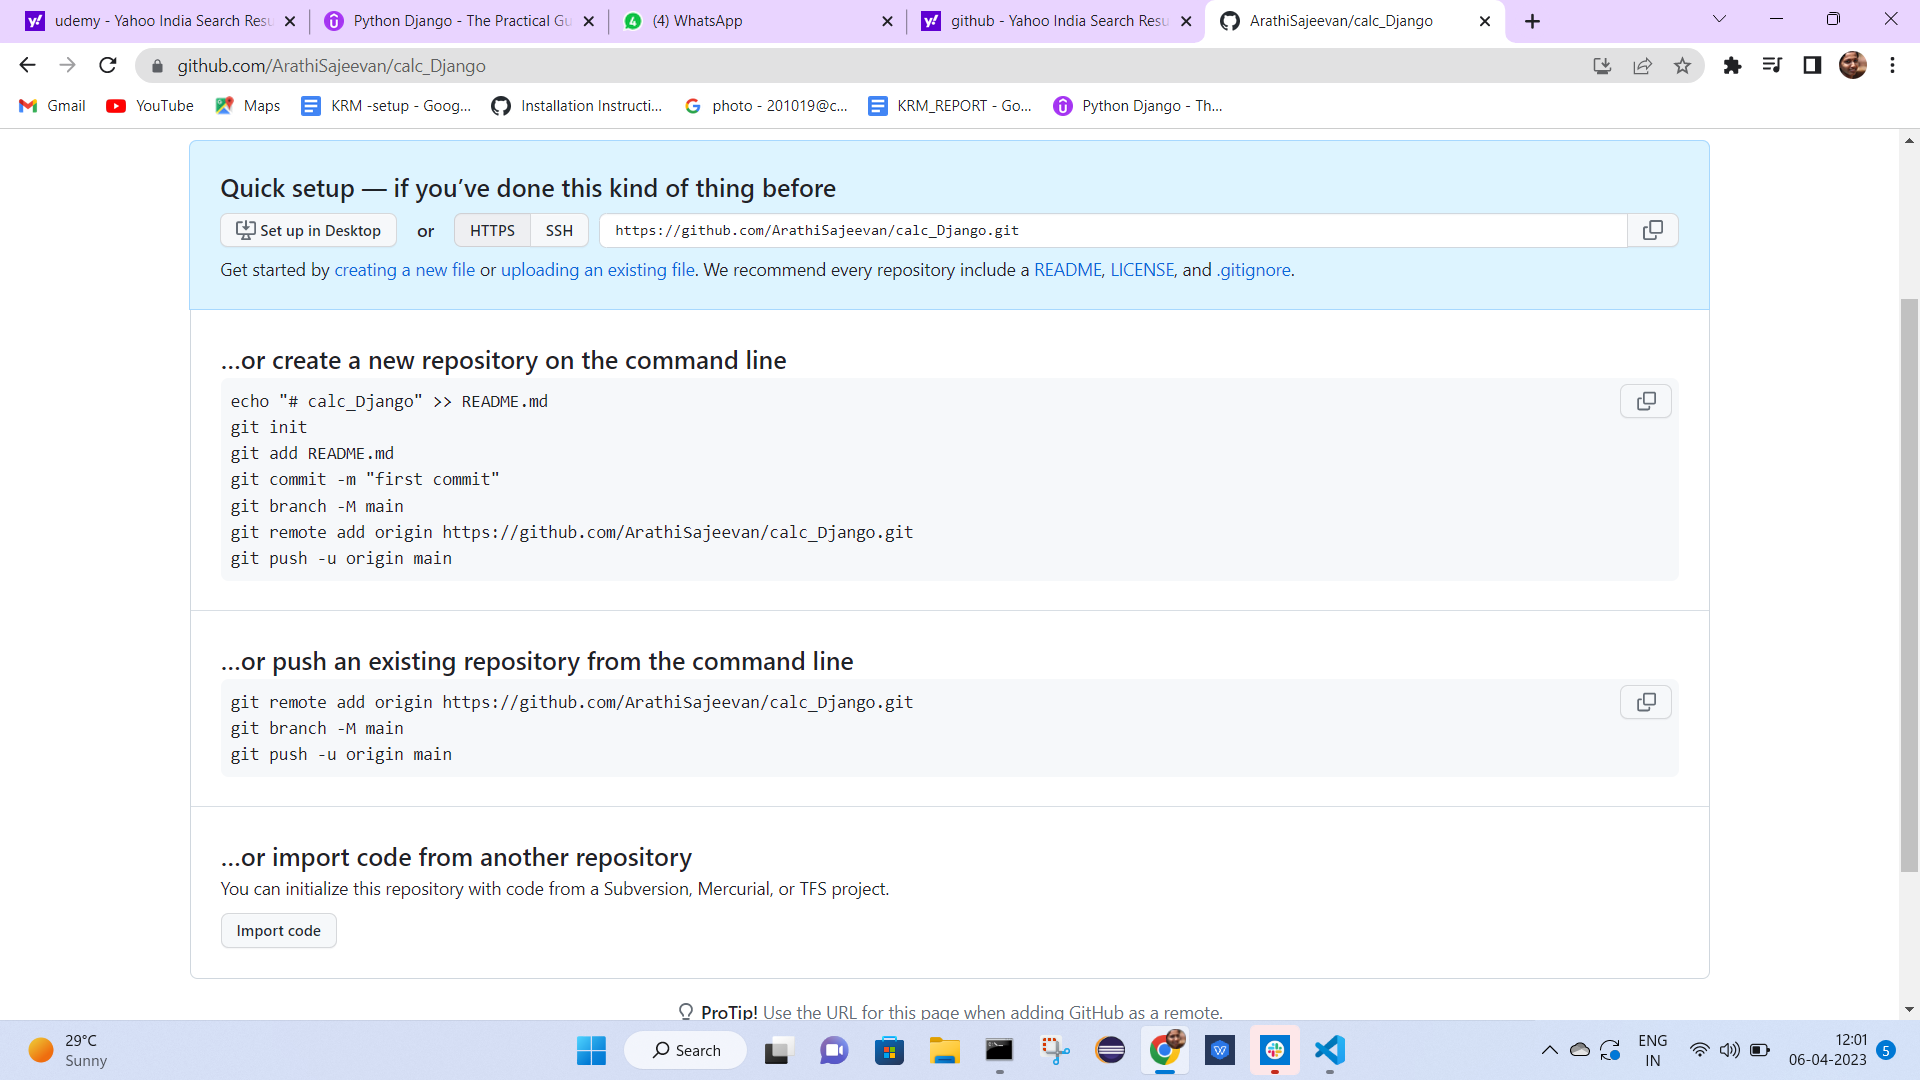 udemy - Yahoo India Search Resu
Python Django - The Practical Gu
(4) WhatsApp
github - Yahoo India Search Resu
ArathiSajeevan/calc_Django
github.com/ArathiSajeevan/calc_Django
Gmail
YouTube
Maps
KRM -setup - Goog...
Installation Instructi...
photo - 201019@c...
KRM_REPORT - Go...
Python Django - Th...
Quick setup — if you’ve done this kind of thing before
Set up in Desktop
or
HTTPS
SSH
https://github.com/ArathiSajeevan/calc_Django.git
Get started by creating a new file or uploading an existing file. We recommend every repository include a README, LICENSE, and .gitignore.
…or create a new repository on the command line
echo "# calc_Django" >> README.md
git init
git add README.md
git commit -m "first commit"
git branch -M main
git remote add origin https://github.com/ArathiSajeevan/calc_Django.git
git push -u origin main
…or push an existing repository from the command line
git remote add origin https://github.com/ArathiSajeevan/calc_Django.git
git branch -M main
git push -u origin main
…or import code from another repository
You can initialize this repository with code from a Subversion, Mercurial, or TFS project.
Import code
ProTip! Use the URL for this page when adding GitHub as a remote.
29°C
Sunny
Search
ENG
IN
12:01
06-04-2023
5